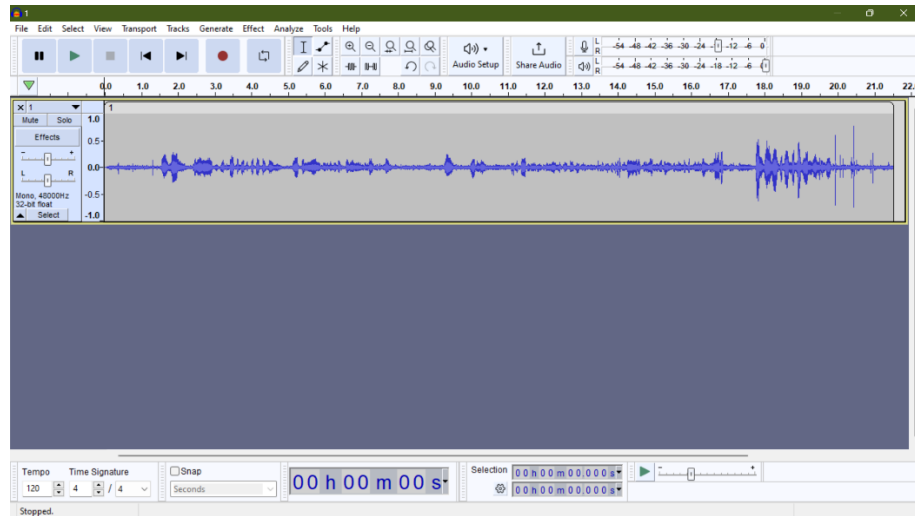 1
File Edit Select View Transport Tracks Generate Effect Analyze Tools Help
Audio Setup
Share Audio
L R -54 -48 -42 -36 -30 -24 -12 -6 0
L R -54 -48 -42 -36 -30 -24 -18 -12 -6
0.0 1.0 2.0 3.0 4.0 5.0 6.0 7.0 8.0 9.0 10.0 11.0 12.0 13.0 14.0 15.0 16.0 17.0 18.0 19.0 20.0 21.0 22.
1
1
Mute Solo
Effects
- +
L R
Mono, 48000Hz
32-bit float
Select
1.0
0.5
0.0
-0.5
-1.0
Tempo
120
Time Signature
4 / 4
Snap
Seconds
00 h 00 m 00 s
Selection
00 h 00 m 00.000 s
00 h 00 m 00.000 s
- +
Stopped.